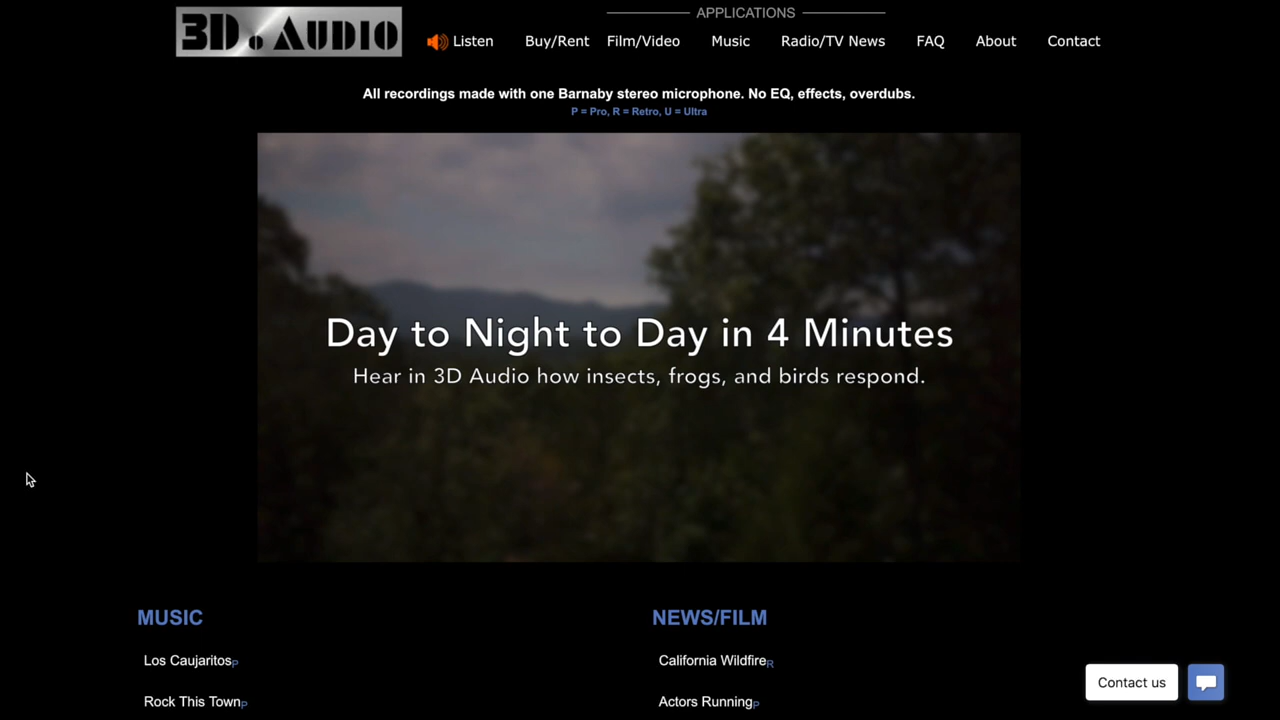 3D.AUDIO
APPLICATIONS
Listen Buy/Rent Film/Video Music Radio/TV News FAQ About Contact
All recordings made with one Barnaby stereo microphone. No EQ, effects, overdubs.
P = Pro, R = Retro, U = Ultra
Day to Night to Day in 4 Minutes
Hear in 3D Audio how insects, frogs, and birds respond.
MUSIC
Los CaujaritosP
Rock This TownP
NEWS/FILM
California WildfireR
Actors RunningP
Contact us